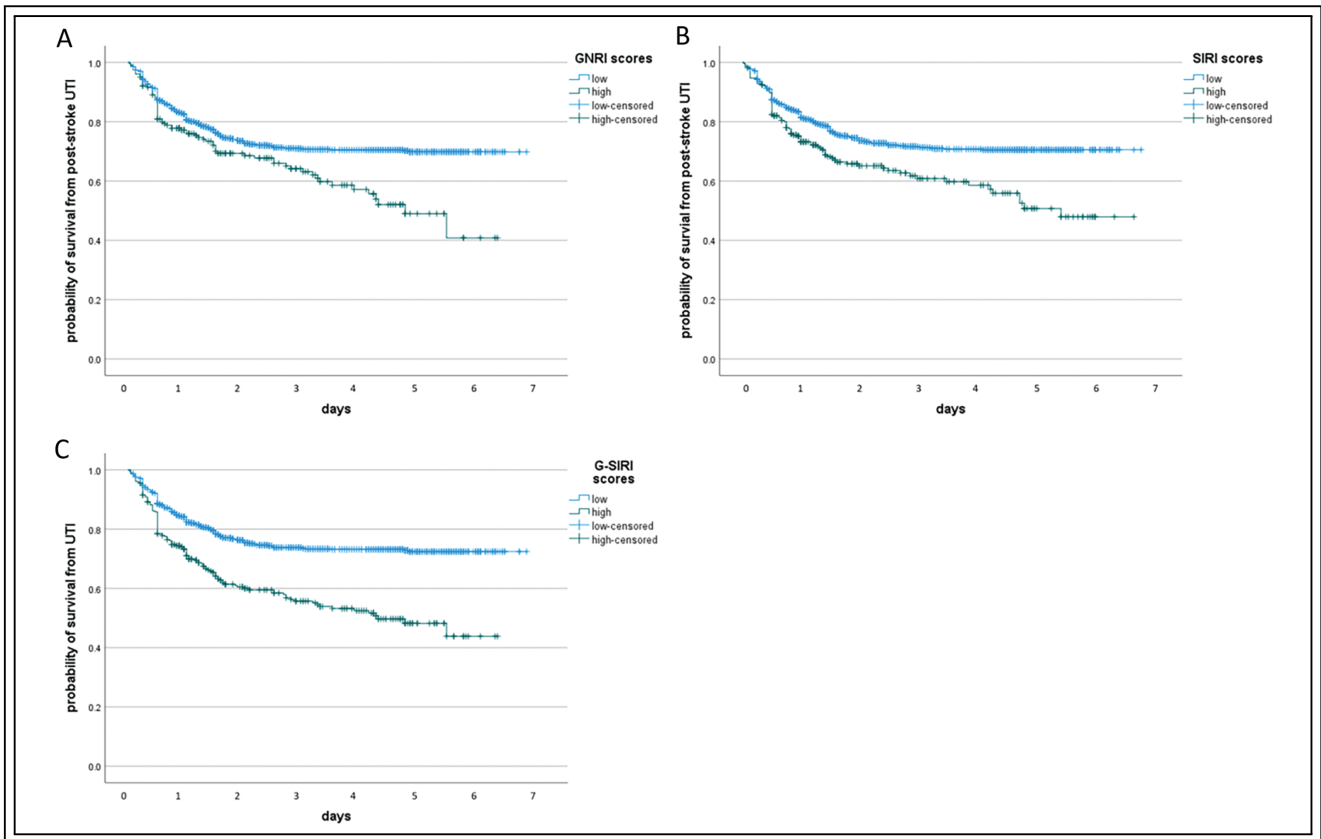 A
GNRI scores
low
high
low-censored
high-censored
probability of survival from post-stroke UTI
1.0
0.8
0.6
0.4
0.2
0.0
0 1 2 3 4 5 6 7
days
B
SIRI scores
low
high
low-censored
high-censored
probability of survival from post-stroke UTI
1.0
0.8
0.6
0.4
0.2
0.0
0 1 2 3 4 5 6 7
days
C
G-SIRI
scores
low
high
low-censored
high-censored
probability of survival from UTI
1.0
0.8
0.6
0.4
0.2
0.0
0 1 2 3 4 5 6 7
days